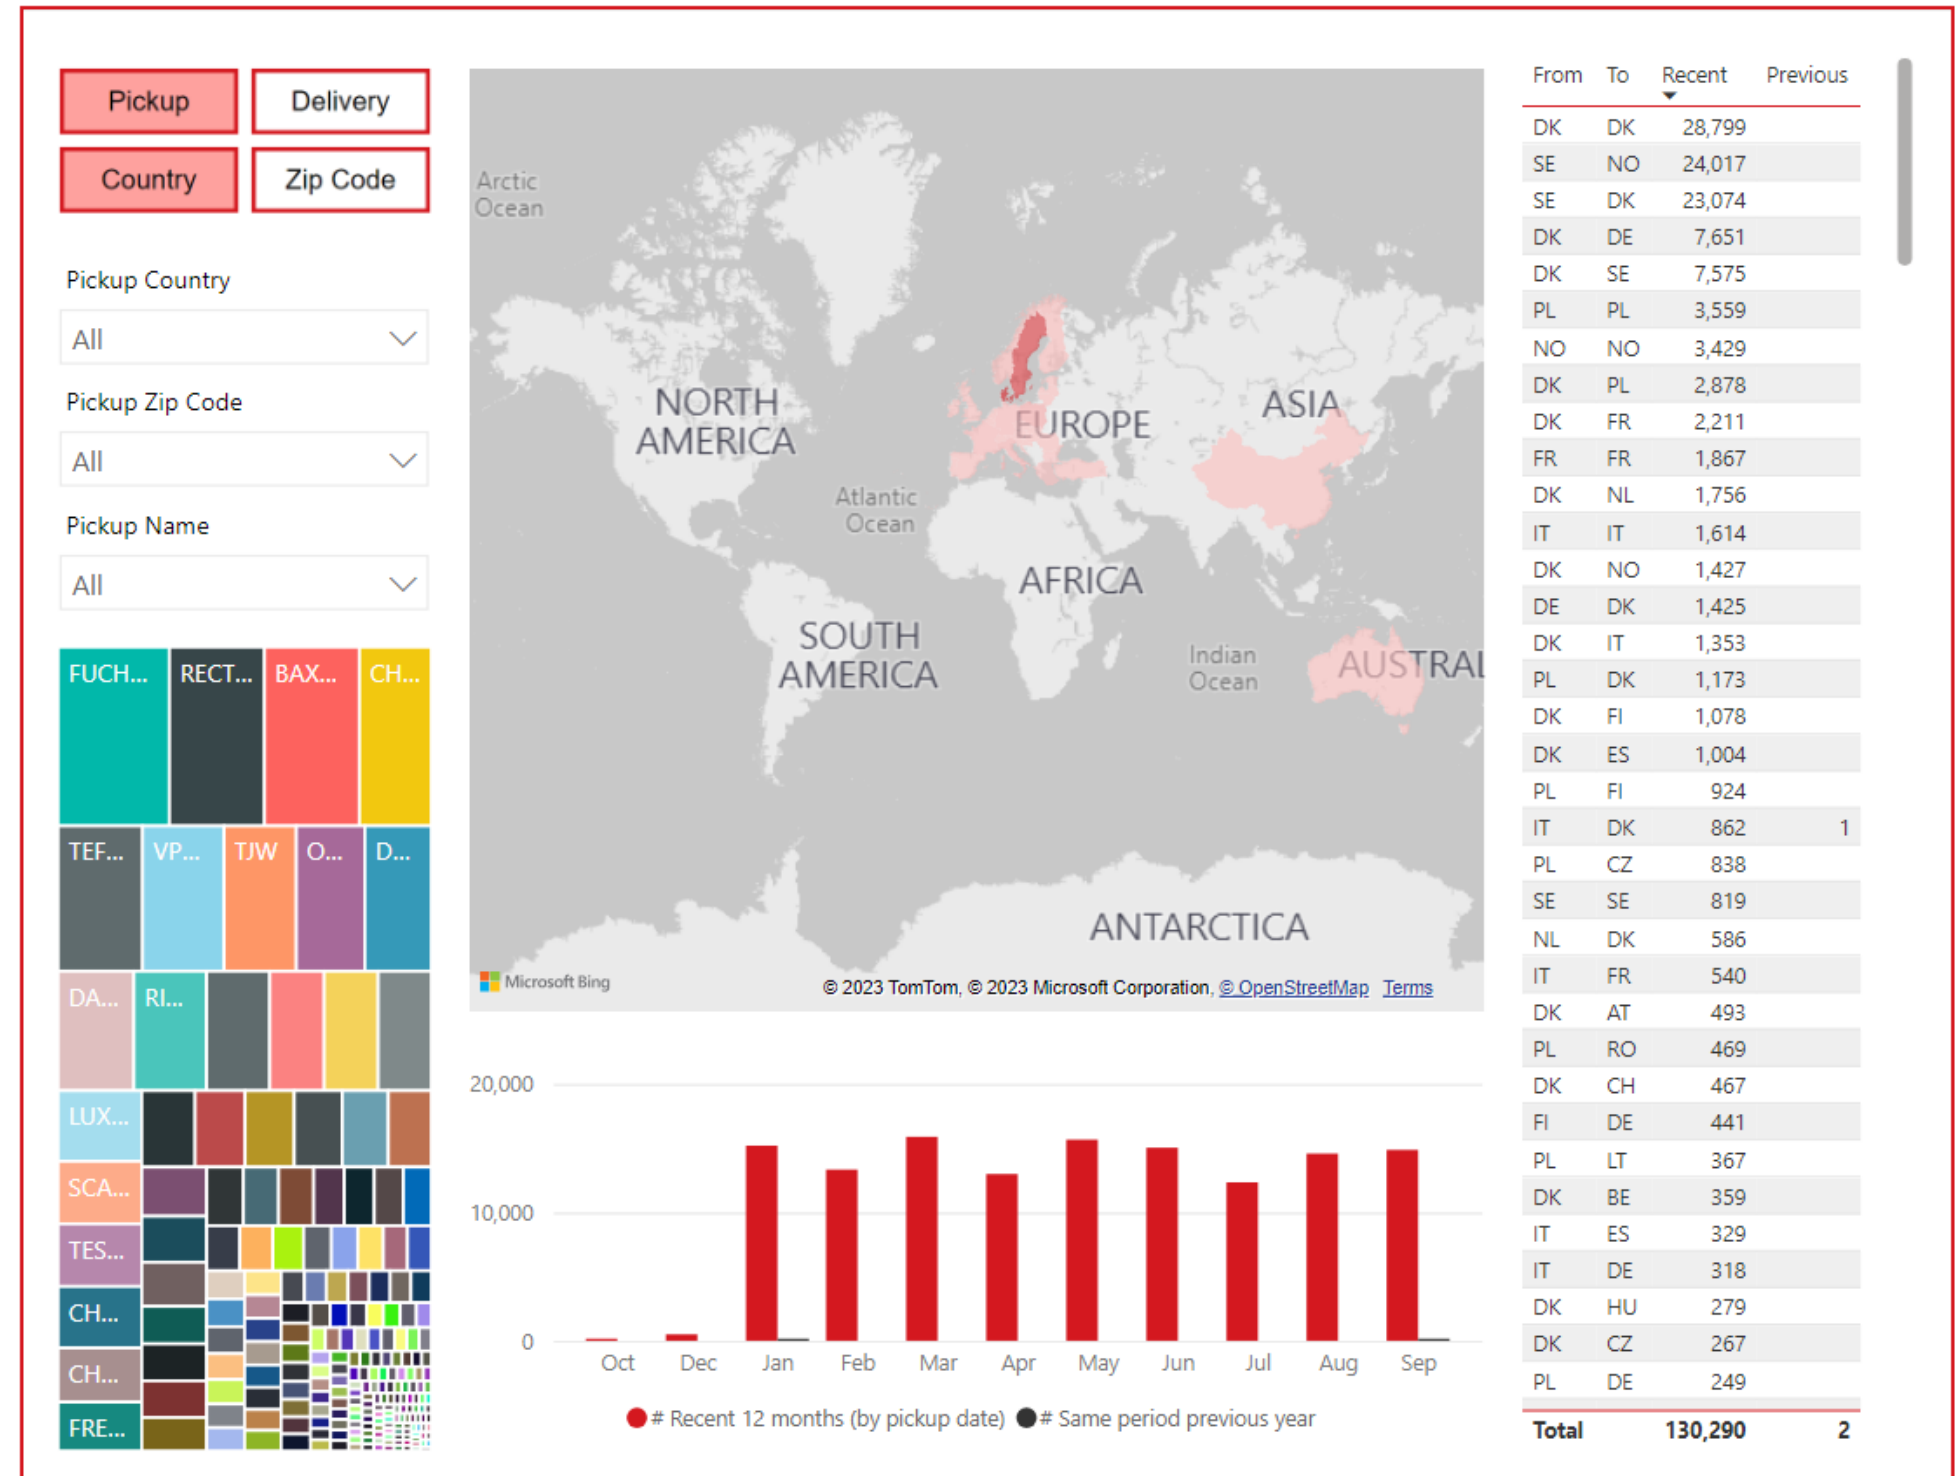 Pickup
Delivery
Country
Zip Code
Pickup Country
All
Pickup Zip Code
All
Pickup Name
All
FUCH...
RECT...
BAX...
CH...
TEF...
VP...
TJW
O...
D...
DA...
RI...
LUX...
SCA...
TES...
CH...
CH...
FRE...
Arctic
Ocean
NORTH
AMERICA
EUROPE
ASIA
Atlantic
Ocean
AFRICA
SOUTH
AMERICA
Indian
Ocean
AUSTRAL
ANTARCTICA
Microsoft Bing
© 2023 TomTom, © 2023 Microsoft Corporation, © OpenStreetMap Terms
20,000
10,000
0
Oct Dec Jan Feb Mar Apr May Jun Jul Aug Sep
# Recent 12 months (by pickup date) # Same period previous year
From To Recent Previous
DK DK 28,799
SE NO 24,017
SE DK 23,074
DK DE 7,651
DK SE 7,575
PL PL 3,559
NO NO 3,429
DK PL 2,878
DK FR 2,211
FR FR 1,867
DK NL 1,756
IT IT 1,614
DK NO 1,427
DE DK 1,425
DK IT 1,353
PL DK 1,173
DK FI 1,078
DK ES 1,004
PL FI 924
IT DK 862 1
PL CZ 838
SE SE 819
NL DK 586
IT FR 540
DK AT 493
PL RO 469
DK CH 467
FI DE 441
PL LT 367
DK BE 359
IT ES 329
IT DE 318
DK HU 279
DK CZ 267
PL DE 249
Total 130,290 2